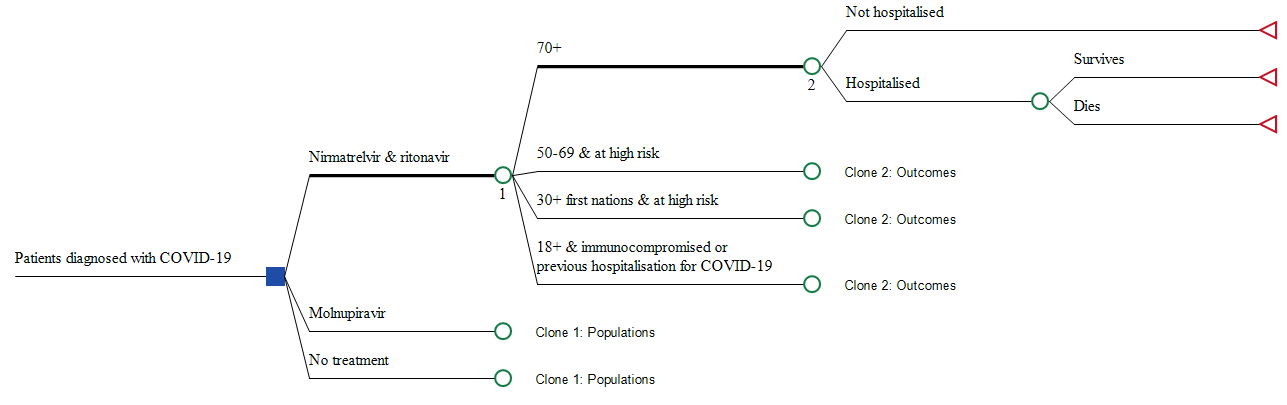 Not hospitalised
70+
Survives
2
Hospitalised
Dies
Nirmatrelvir & ritonavir
50-69 & at high risk
Clone 2: Outcomes
1
30+ first nations & at high risk
Clone 2: Outcomes
18+ & immunocompromised or
previous hospitalisation for COVID-19
Clone 2: Outcomes
Patients diagnosed with COVID-19
Molnupiravir
Clone 1: Populations
No treatment
Clone 1: Populations